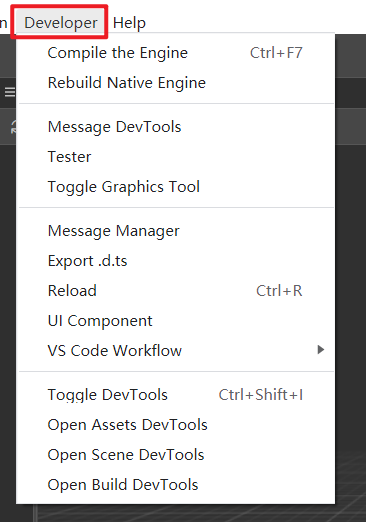 n Developer Help
Compile the Engine Ctrl+F7
Rebuild Native Engine
Message DevTools
Tester
Toggle Graphics Tool
Message Manager
Export .d.ts
Reload Ctrl+R
UI Component
VS Code Workflow
Toggle DevTools Ctrl+Shift+I
Open Assets DevTools
Open Scene DevTools
Open Build DevTools